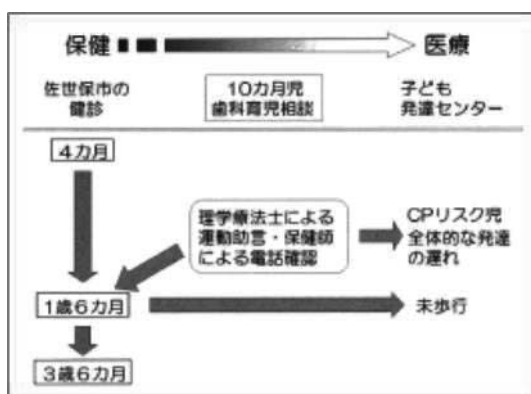 保健
医療
佐世保市の
健診
10カ月児
歯科育児相談
子ども
発達センター
4カ月
理学療法士による
運動助言・保健師
による電話確認
CPリスク児
全体的な発達
の遅れ
1歳6カ月
未歩行
3歳6カ月